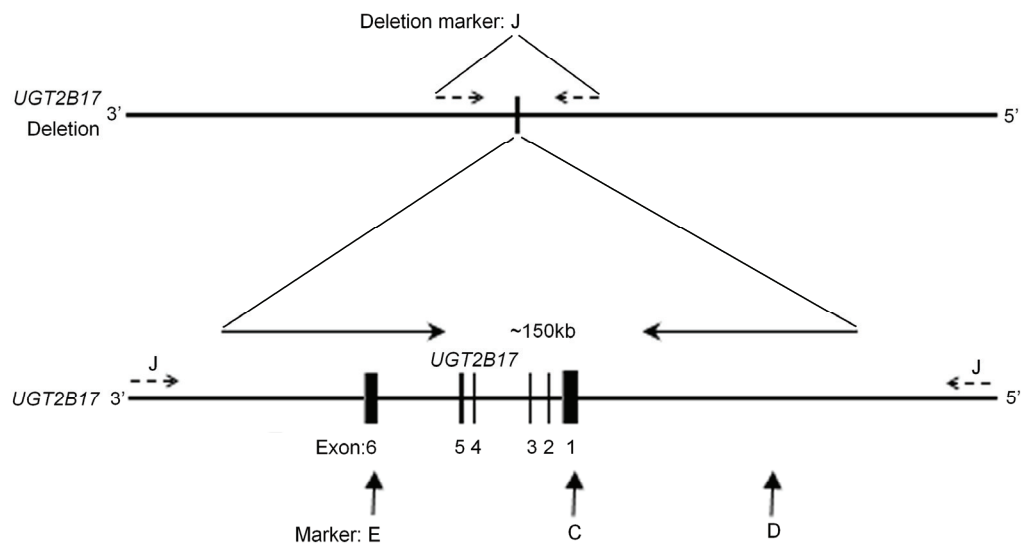 Deletion marker: J
UGT2B17
Deletion
3’
5’
~150kb
UGT2B17
J
J
UGT2B17
3’
5’
Exon:6
5
4
3
2
1
Marker: E
C
D